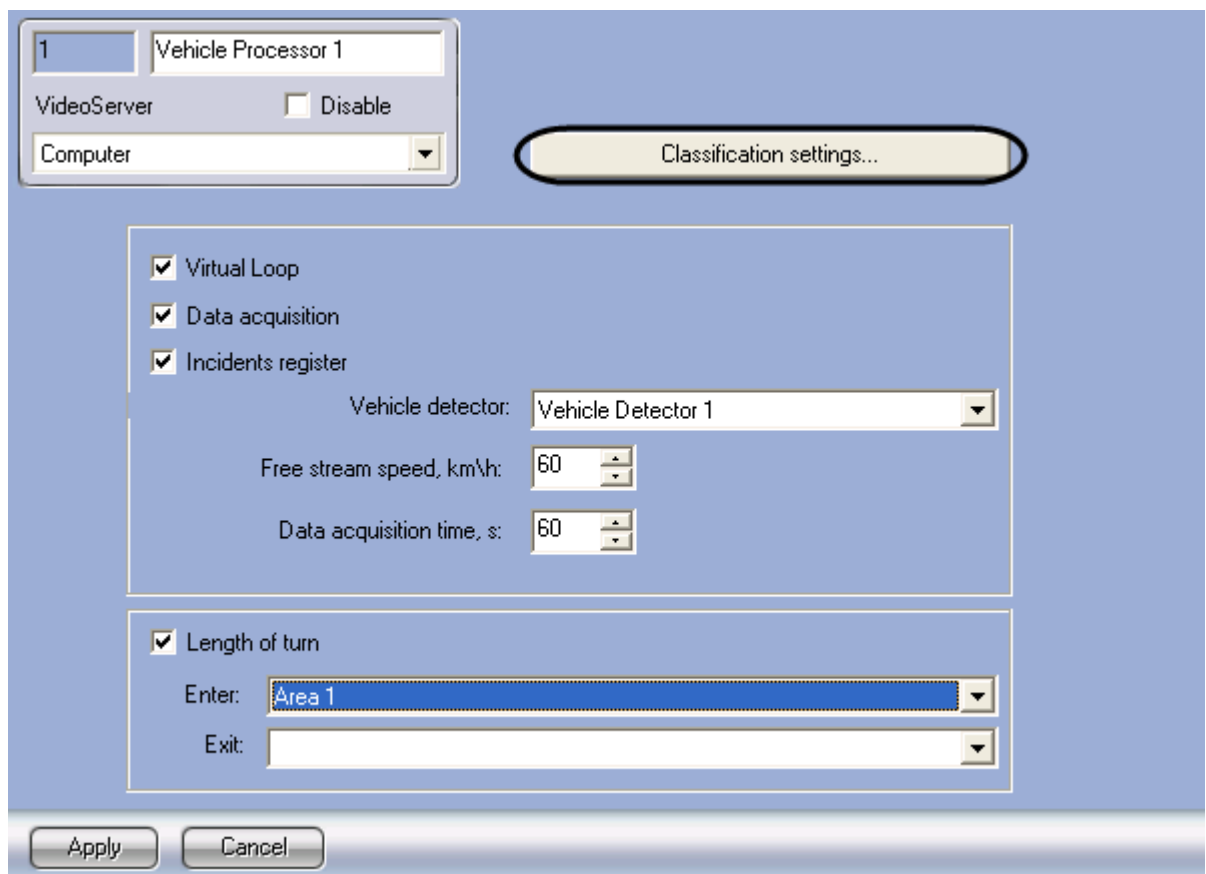 1 Vehicle Processor 1
VideoServer Disable
Computer
Classification settings...
Virtual Loop
Data acquisition
Incidents register
Vehicle detector: Vehicle Detector 1
Free stream speed, km\h: 60
Data acquisition time, s: 60
Length of turn
Enter: Area 1
Exit:
Apply Cancel